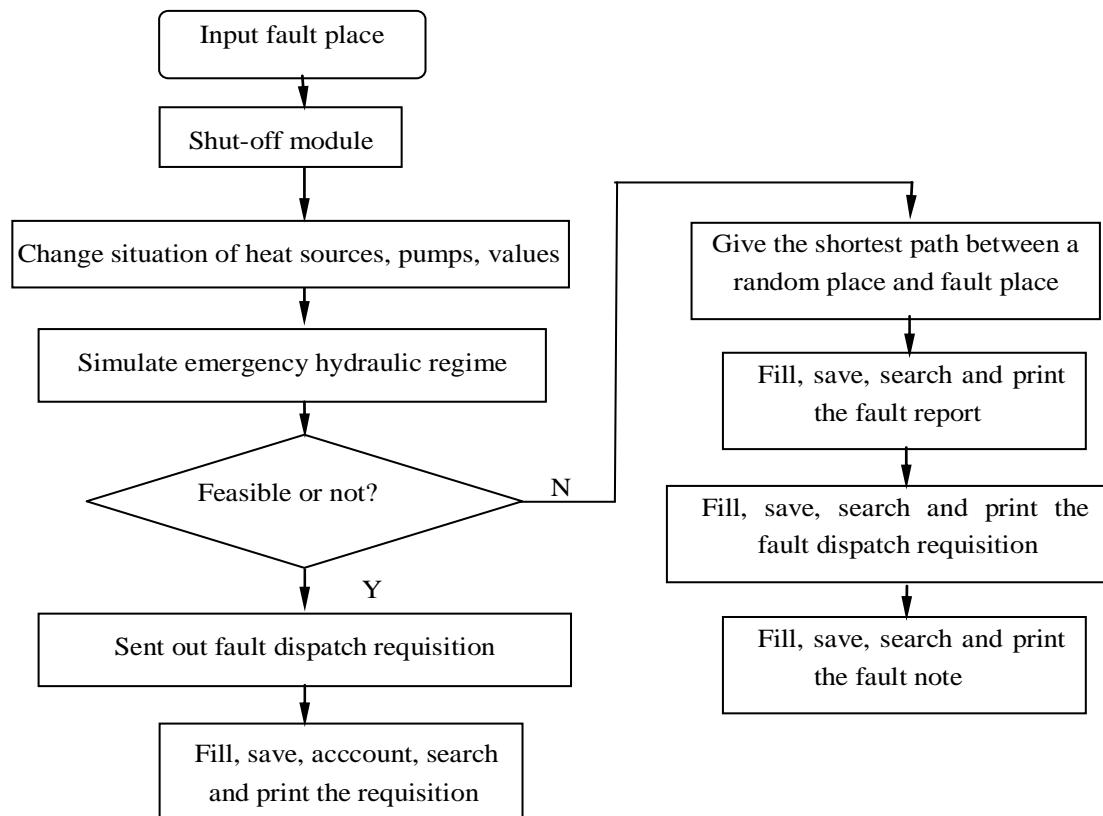 Input fault place
Shut-off module
Change situation of heat sources, pumps, values
Simulate emergency hydraulic regime
Feasible or not?
N
Y
Sent out fault dispatch requisition
Fill, save, acccount, search
and print the requisition
Give the shortest path between a
random place and fault place
Fill, save, search and print
the fault report
Fill, save, search and print the
fault dispatch requisition
Fill, save, search and print
the fault note